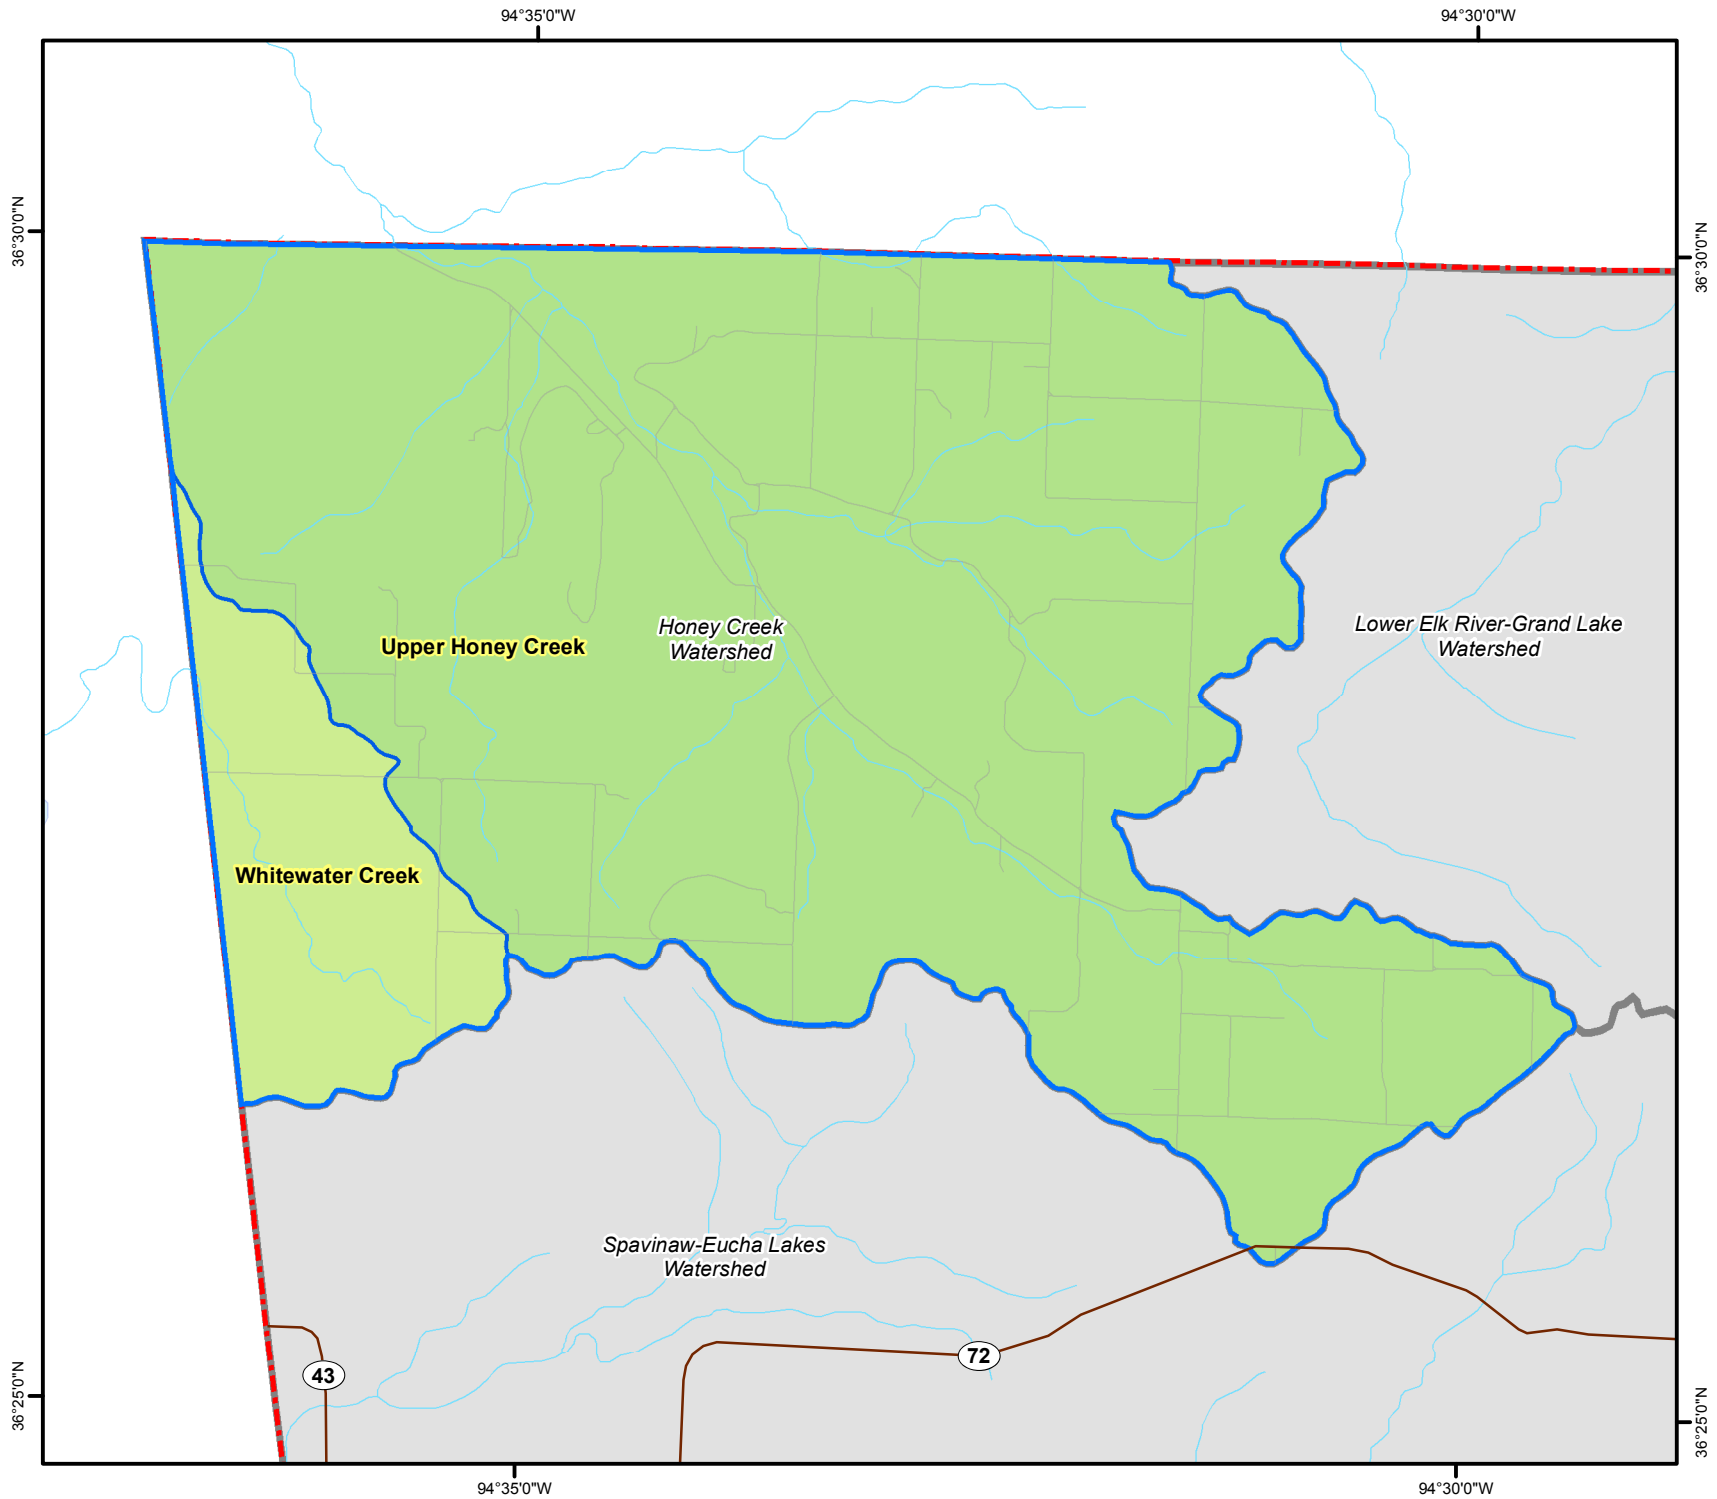 94°35'0"W
94°30'0"W
36°30'0"N
36°30'0"N
Honey Creek
Watershed
Lower Elk River-Grand Lake
Watershed
Upper Honey Creek
Whitewater Creek
Spavinaw-Eucha Lakes
Watershed
72
43
36°25'0"N
36°25'0"N
94°35'0"W
94°30'0"W